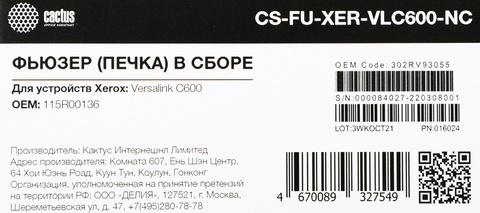 cactus
OFFICE ASSISTANT
CS-FU-XER-VLC600-NC
ФЬЮЗЕР (ПЕЧКА) В СБОРЕ
Для устройств Xerox: Versalink C600
OEM: 115R00136
OEM Code: 302RV93055
S/N:000084027-220308001
LOT:3WKOCT21 PN:016024
Производитель: Кактус Интернешнл Лимитед
Адрес производителя: Комната 607, Ень Шэн Центр,
64 Хои Юэнь Роад, Куун Тун, Коулун, Гонконг
Организация, уполномоченная на принятие претензий
на территории РФ: ООО «ДЕЛИЯ», 127521, г. Москва,
Шереметьевская ул., д. 47, +7(495)280-78-78
4 670089 327549